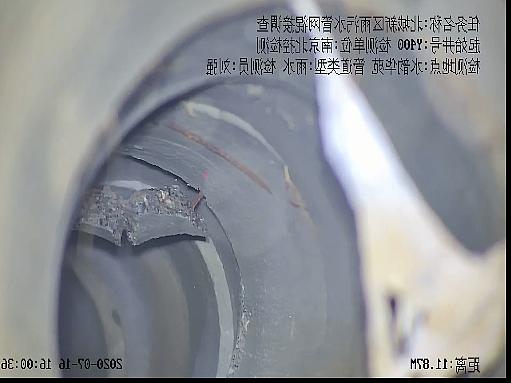 任务名称:北城新区雨污水管网混接调查
起始井号:Y400 检测单位:南京北控检测
检测地点:水韵华苑 管道类型:雨水 检测员:刘强
距离:11.87M
2020-07-16 16:00:36